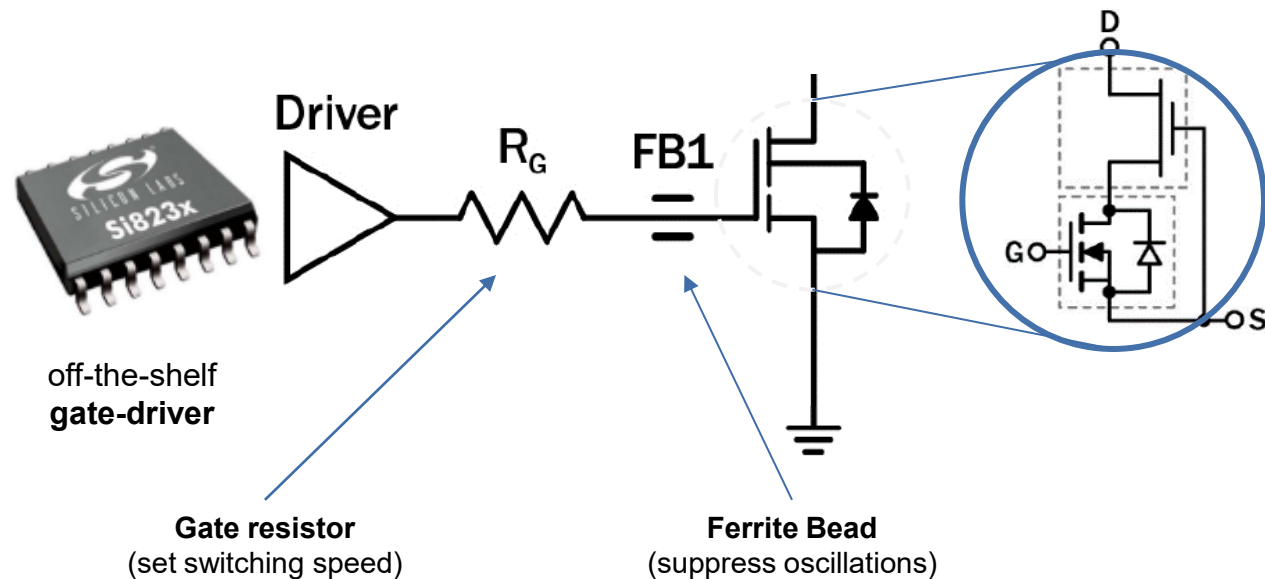 D
Driver
R_G
FB1
SILICON LABS
Si823x
G
S
off-the-shelf
gate-driver
Gate resistor
(set switching speed)
Ferrite Bead
(suppress oscillations)